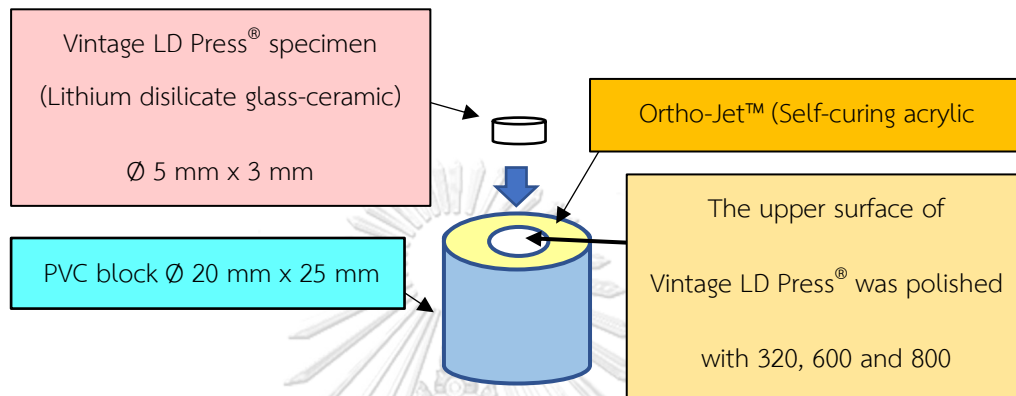 Vintage LD Press® specimen
(Lithium disilicate glass-ceramic)
Ø 5 mm x 3 mm
Ortho-Jet™ (Self-curing acrylic
The upper surface of
Vintage LD Press® was polished
with 320, 600 and 800
PVC block Ø 20 mm x 25 mm